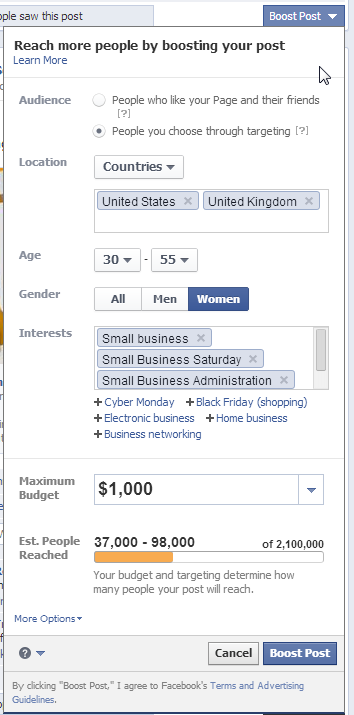 ople saw this post
Boost Post
Reach more people by boosting your post
Learn More
Audience
People who like your Page and their friends
[?]
People you choose through targeting [?]
Location
Countries
United States
United Kingdom
Age
30 - 55
Gender
All Men Women
Interests
Small business
Small Business Saturday
Small Business Administration
+ Cyber Monday + Black Friday (shopping)
+ Electronic business + Home business
+ Business networking
Maximum
Budget
$1,000
Est. People
Reached
37,000 - 98,000 of 2,100,000
Your budget and targeting determine how
many people your post will reach.
More Options
?
Cancel Boost Post
By clicking "Boost Post," I agree to Facebook's Terms and Advertising
Guidelines.